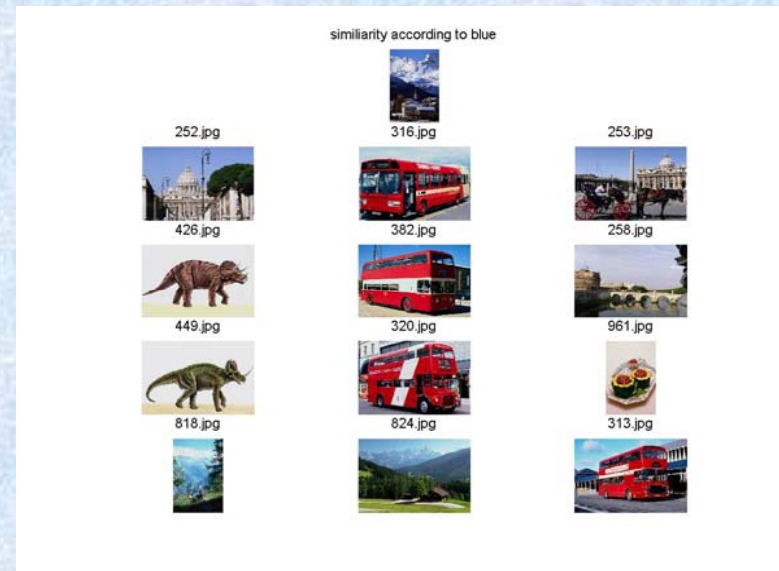 similiarity according to blue
252.jpg 316.jpg 253.jpg
426.jpg 382.jpg 258.jpg
449.jpg 320.jpg 961.jpg
818.jpg 824.jpg 313.jpg